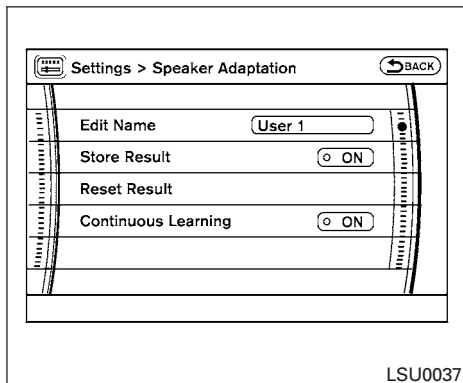 Settings > Speaker Adaptation
BACK
Edit Name
User 1
Store Result
ON
Reset Result
Continuous Learning
ON
LSU0037